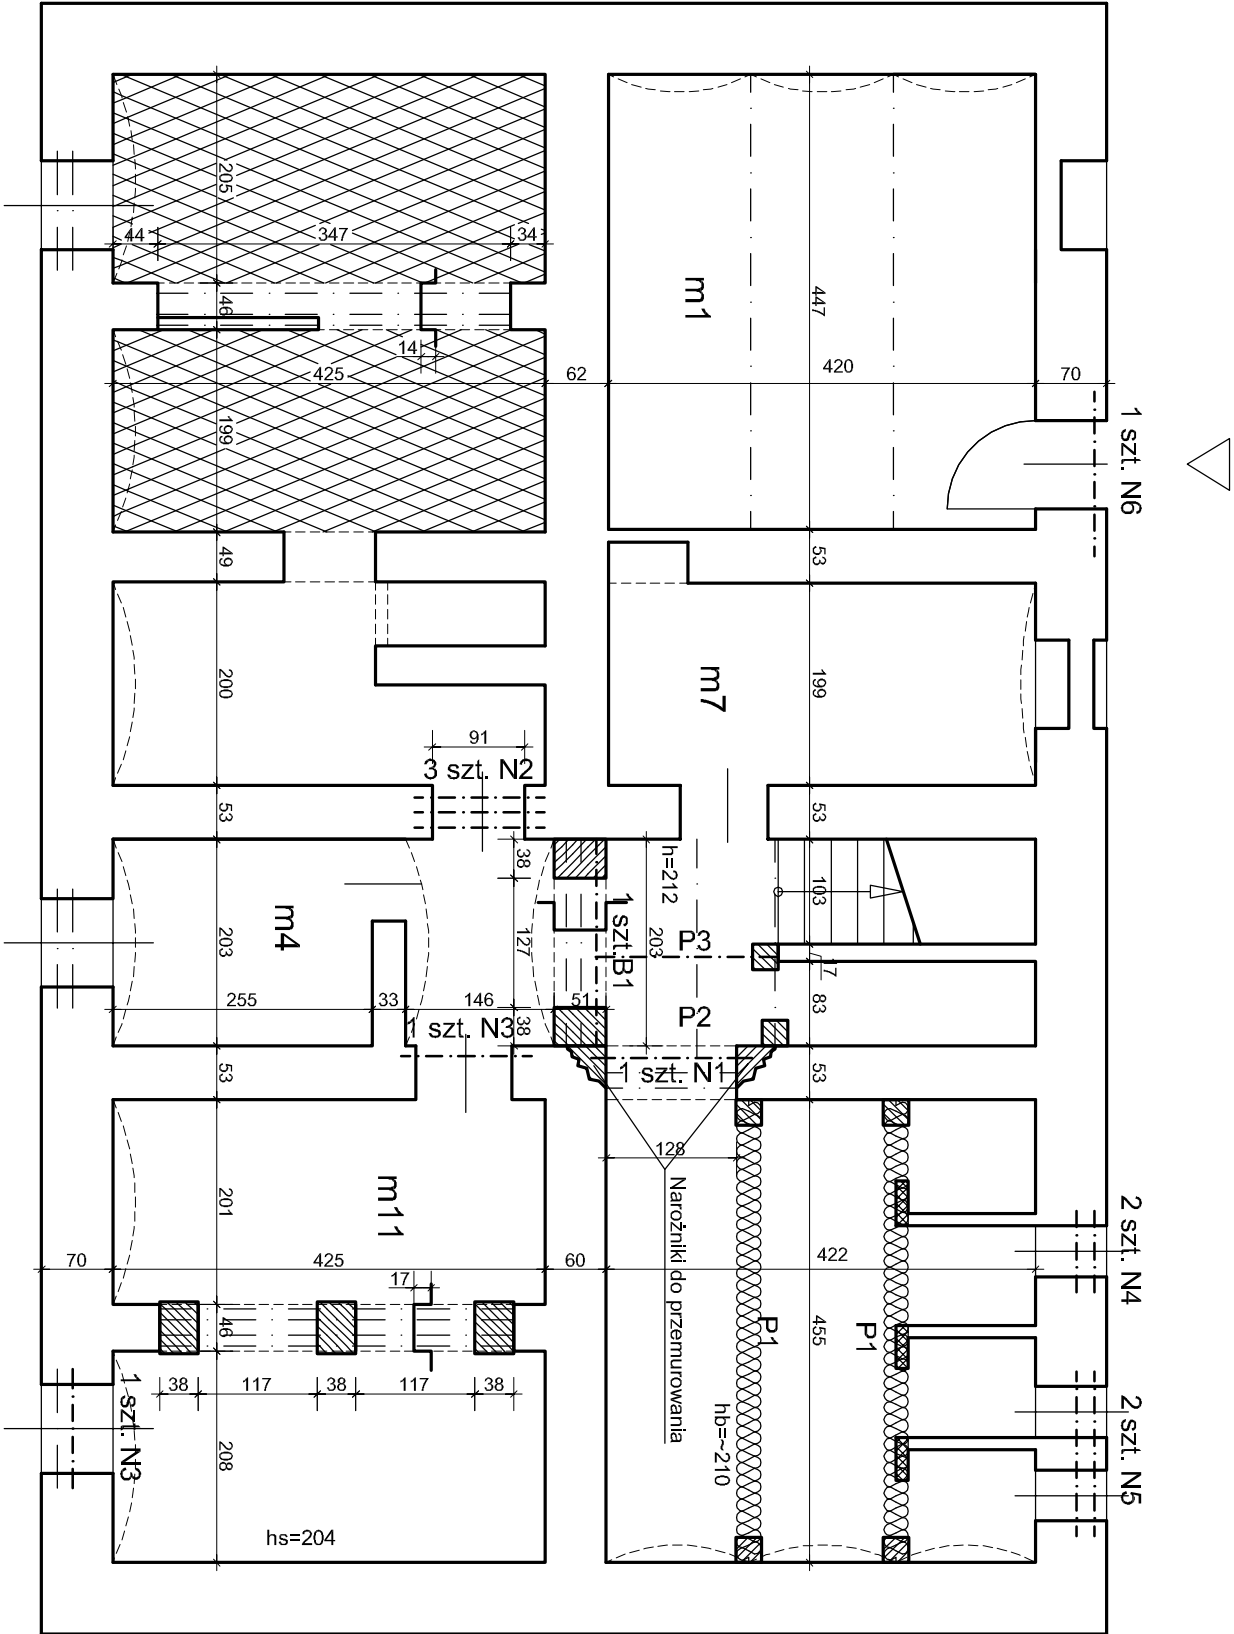 205
44
347
34
46
14
425
62
420
70
199
m1
447
1 szt. N6
49
53
200
m7
199
91
3 szt. N2
53
53
38
h=212
103
m4
203
127
1 szt.B1
203
P3
17
255
33
146
51
P2
83
1 szt. N3
38
53
1 szt. N1
53
128
201
m11
Narożniki do przemurowania
2 szt. N4
70
425
60
422
17
46
P1
455
P1
38
117
38
117
38
1 szt. N3
208
hb=~210
2 szt. N5
hs=204